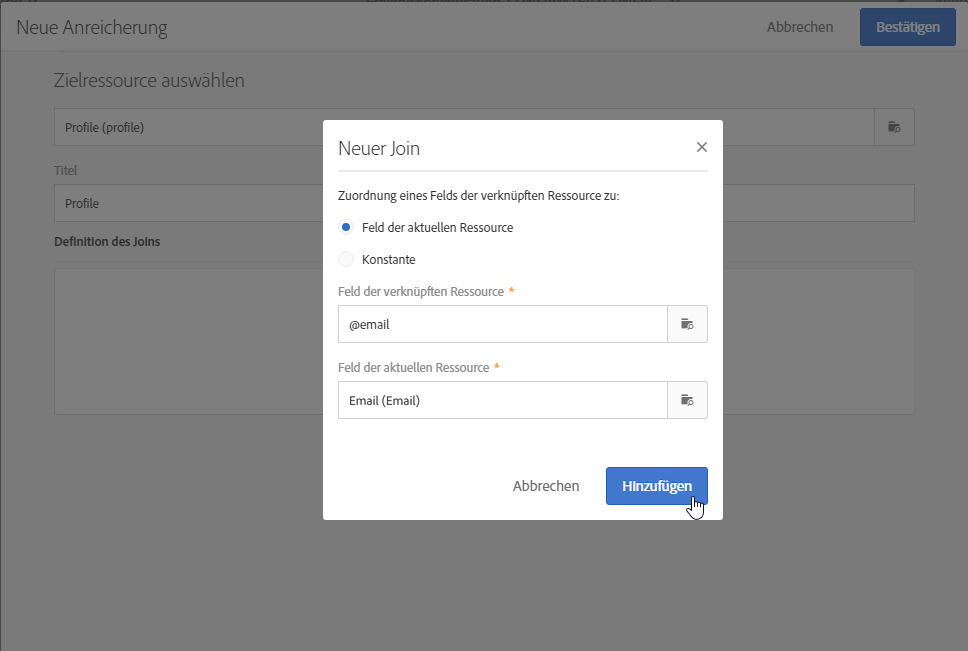 Neue Anreicherung
Abbrechen
Bestätigen
Zielressource auswählen
Profile (profile)
Titel
Profile
Definition des Joins
Neuer Join
Zuordnung eines Felds der verknüpften Ressource zu:
Feld der aktuellen Ressource
Konstante
Feld der verknüpften Ressource *
@email
Feld der aktuellen Ressource *
Email (Email)
Abbrechen
Hinzufügen